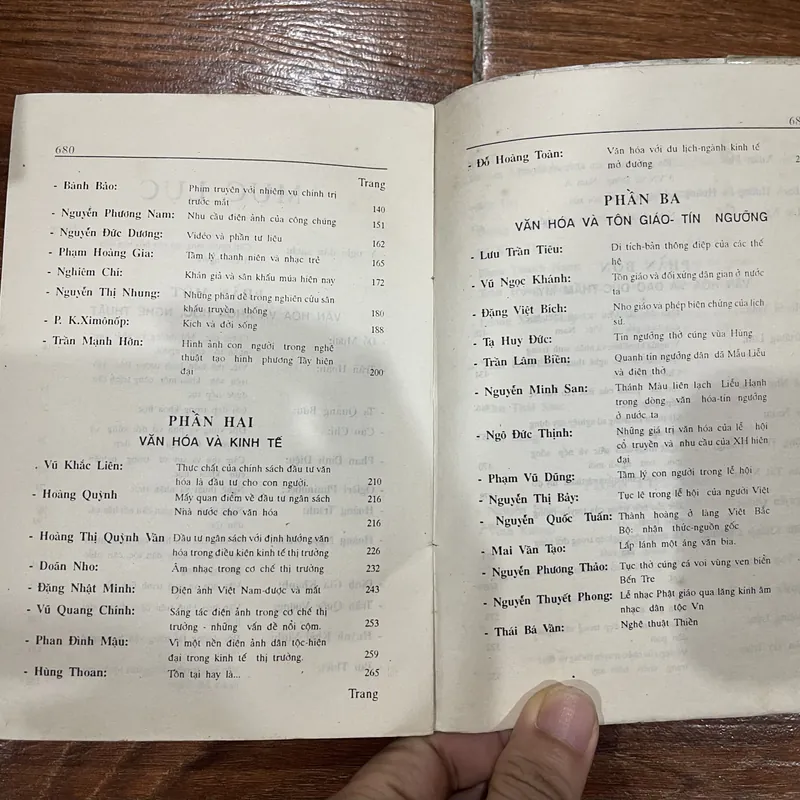 680
Trang
- Bành Bảo: Phim truyện với nhiệm vụ chính trị
trước mắt 140
- Nguyễn Phương Nam: Nhu cầu điện ảnh của công chúng 151
- Nguyễn Đức Dương: Vidéo và phần tư liệu 162
- Phạm Hoàng Gia: Tâm lý thanh niên và nhạc trẻ 165
- Nghiêm Chí: Khán giả và sân khấu múa hiện nay 172
- Nguyễn Thị Nhung: Những phân đề trong nghiên cứu sân
khấu truyền thống 180
- P. K.Ximônốp: Kịch và đời sống 188
- Trần Mạnh Hôn: Hình ảnh con người trong nghệ
thuật tạo hình phương Tây hiện
đại 200
PHẦN HAI
VĂN HÓA VÀ KINH TẾ
. Vũ Khắc Liên: Thực chất của chính sách đầu tư văn
hóa là đầu tư cho con người. 210
- Hoàng Quỳnh Mấy quan điểm về đầu tư ngân sách 216
Nhà nước cho văn hóa
216
- Hoàng Thị Quỳnh Vân Đầu tư ngân sách với định hướng văn
hóa trong điều kiện kinh tế thị trường 226
- Doãn Nho: Âm nhạc trong cơ chế thị trường 232
- Đặng Nhật Minh: Diện ảnh Việt Nam-được và mất 243
- Vũ Quang Chính: Sáng tác điện ảnh trong cơ chế thị
trường - những vấn đề nổi cộm. 253
- Phan Đình Mậu: Vì một nền điện ảnh dân tộc-hiện
đại trong kinh tế thị trường. 259
- Hùng Thoan: Tồn tại hay là... 265
Trang
68
- Đỗ Hoàng Toàn: Văn hóa với du lịch-ngành kinh tế
mở đường 2
PHẦN BA
VĂN HÓA VÀ TÔN GIÁO- TÍN NGƯỠNG
- Lưu Trần Tiêu: Di tích-bản thông điệp của các thế
hệ
- Vũ Ngọc Khánh: Tôn giáo và đối xứng dân gian ở nước
ta
- Đặng Việt Bích: Nho giáo và phép biện chứng của lịch
sử
- Tạ Huy Đức: Tín ngưỡng thờ cúng vùa Hùng
- Trần Lâm Biền: Quanh tín ngưỡng dân dã Mẫu Liễu
và điện thờ
- Nguyễn Minh San: Thánh Mẫu liên lạch Liễu Hạnh
trong dòng văn hóa-tín ngưỡng
ở nước ta
- Ngô Đức Thịnh: Những giá trị văn hóa của lễ hội
cổ truyền và nhu cầu của XH hiện
đại
- Phạm Vũ Dũng: Tâm lý con người trong lễ hội
- Nguyễn Thị Bảy: Tục lệ trong lễ hội của người Việt
- Nguyễn Quốc Tuấn: Thành hoàng ở làng Việt Bắc
Bộ: nhân thức-nguồn gốc
- Mai Văn Tạo: Lấp lánh một áng văn bia.
- Nguyễn Phương Thảo: Tục thờ cúng cá voi vùng ven biển
Bến Tre
- Nguyễn Thuyết Phong: Lễ nhạc Phật giáo qua lăng kính âm
nhạc dân tộc Vn
- Thái Bá Vân: Nghệ thuật Thiền